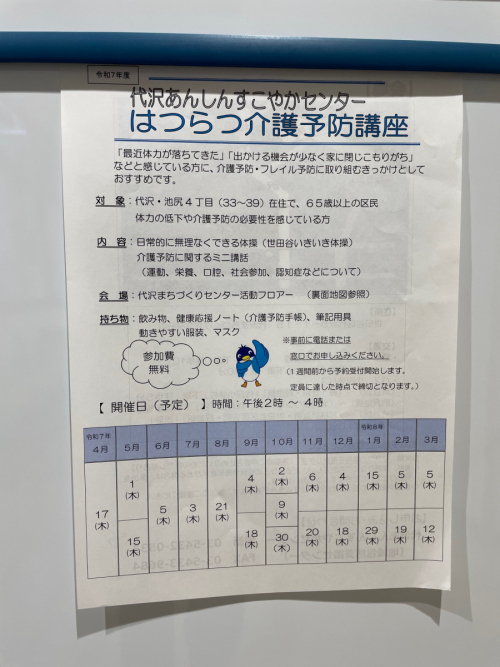 令和7年度
代沢あんしんすこやかセンター
はつらつ介護予防講座
「最近体力が落ちてきた」「出かける機会が少なく家に閉じこもりがち」
などと感じている方に、介護予防・フレイル予防に取り組むきっかけとして
おすすめです。
対 象：代沢・池尻４丁目（33～39）在住で、６５歳以上の区民
体力の低下や介護予防の必要性を感じている方
内 容：日常的に無理なくできる体操（世田谷いきいき体操）
介護予防に関するミニ講話
（運動、栄養、口腔、社会参加、認知症などについて）
会 場：代沢まちづくりセンター活動フロアー （裏面地図参照）
持ち物：飲み物、健康応援ノート（介護予防手帳）、筆記用具
動きやすい服装、マスク
参加費
無料
※事前に電話または
窓口でお申し込みください。
（１週間前から予約受付開始します。
定員に達した時点で締切となります。）
【 開催日（予定） 】時間：午後２時 ～ ４時
令和7年 4月 5月 6月 7月 8月 9月 10月 11月 12月 令和8年 1月 2月 3月
17(木) 1(木) 5(木) 3(木) 21(木) 4(木) 2(木) 6(木) 4(木) 15(木) 5(木) 5(木)
9(木)
15(木) 18(木) 30(木) 20(木) 18(木) 29(木) 19(木) 12(木)